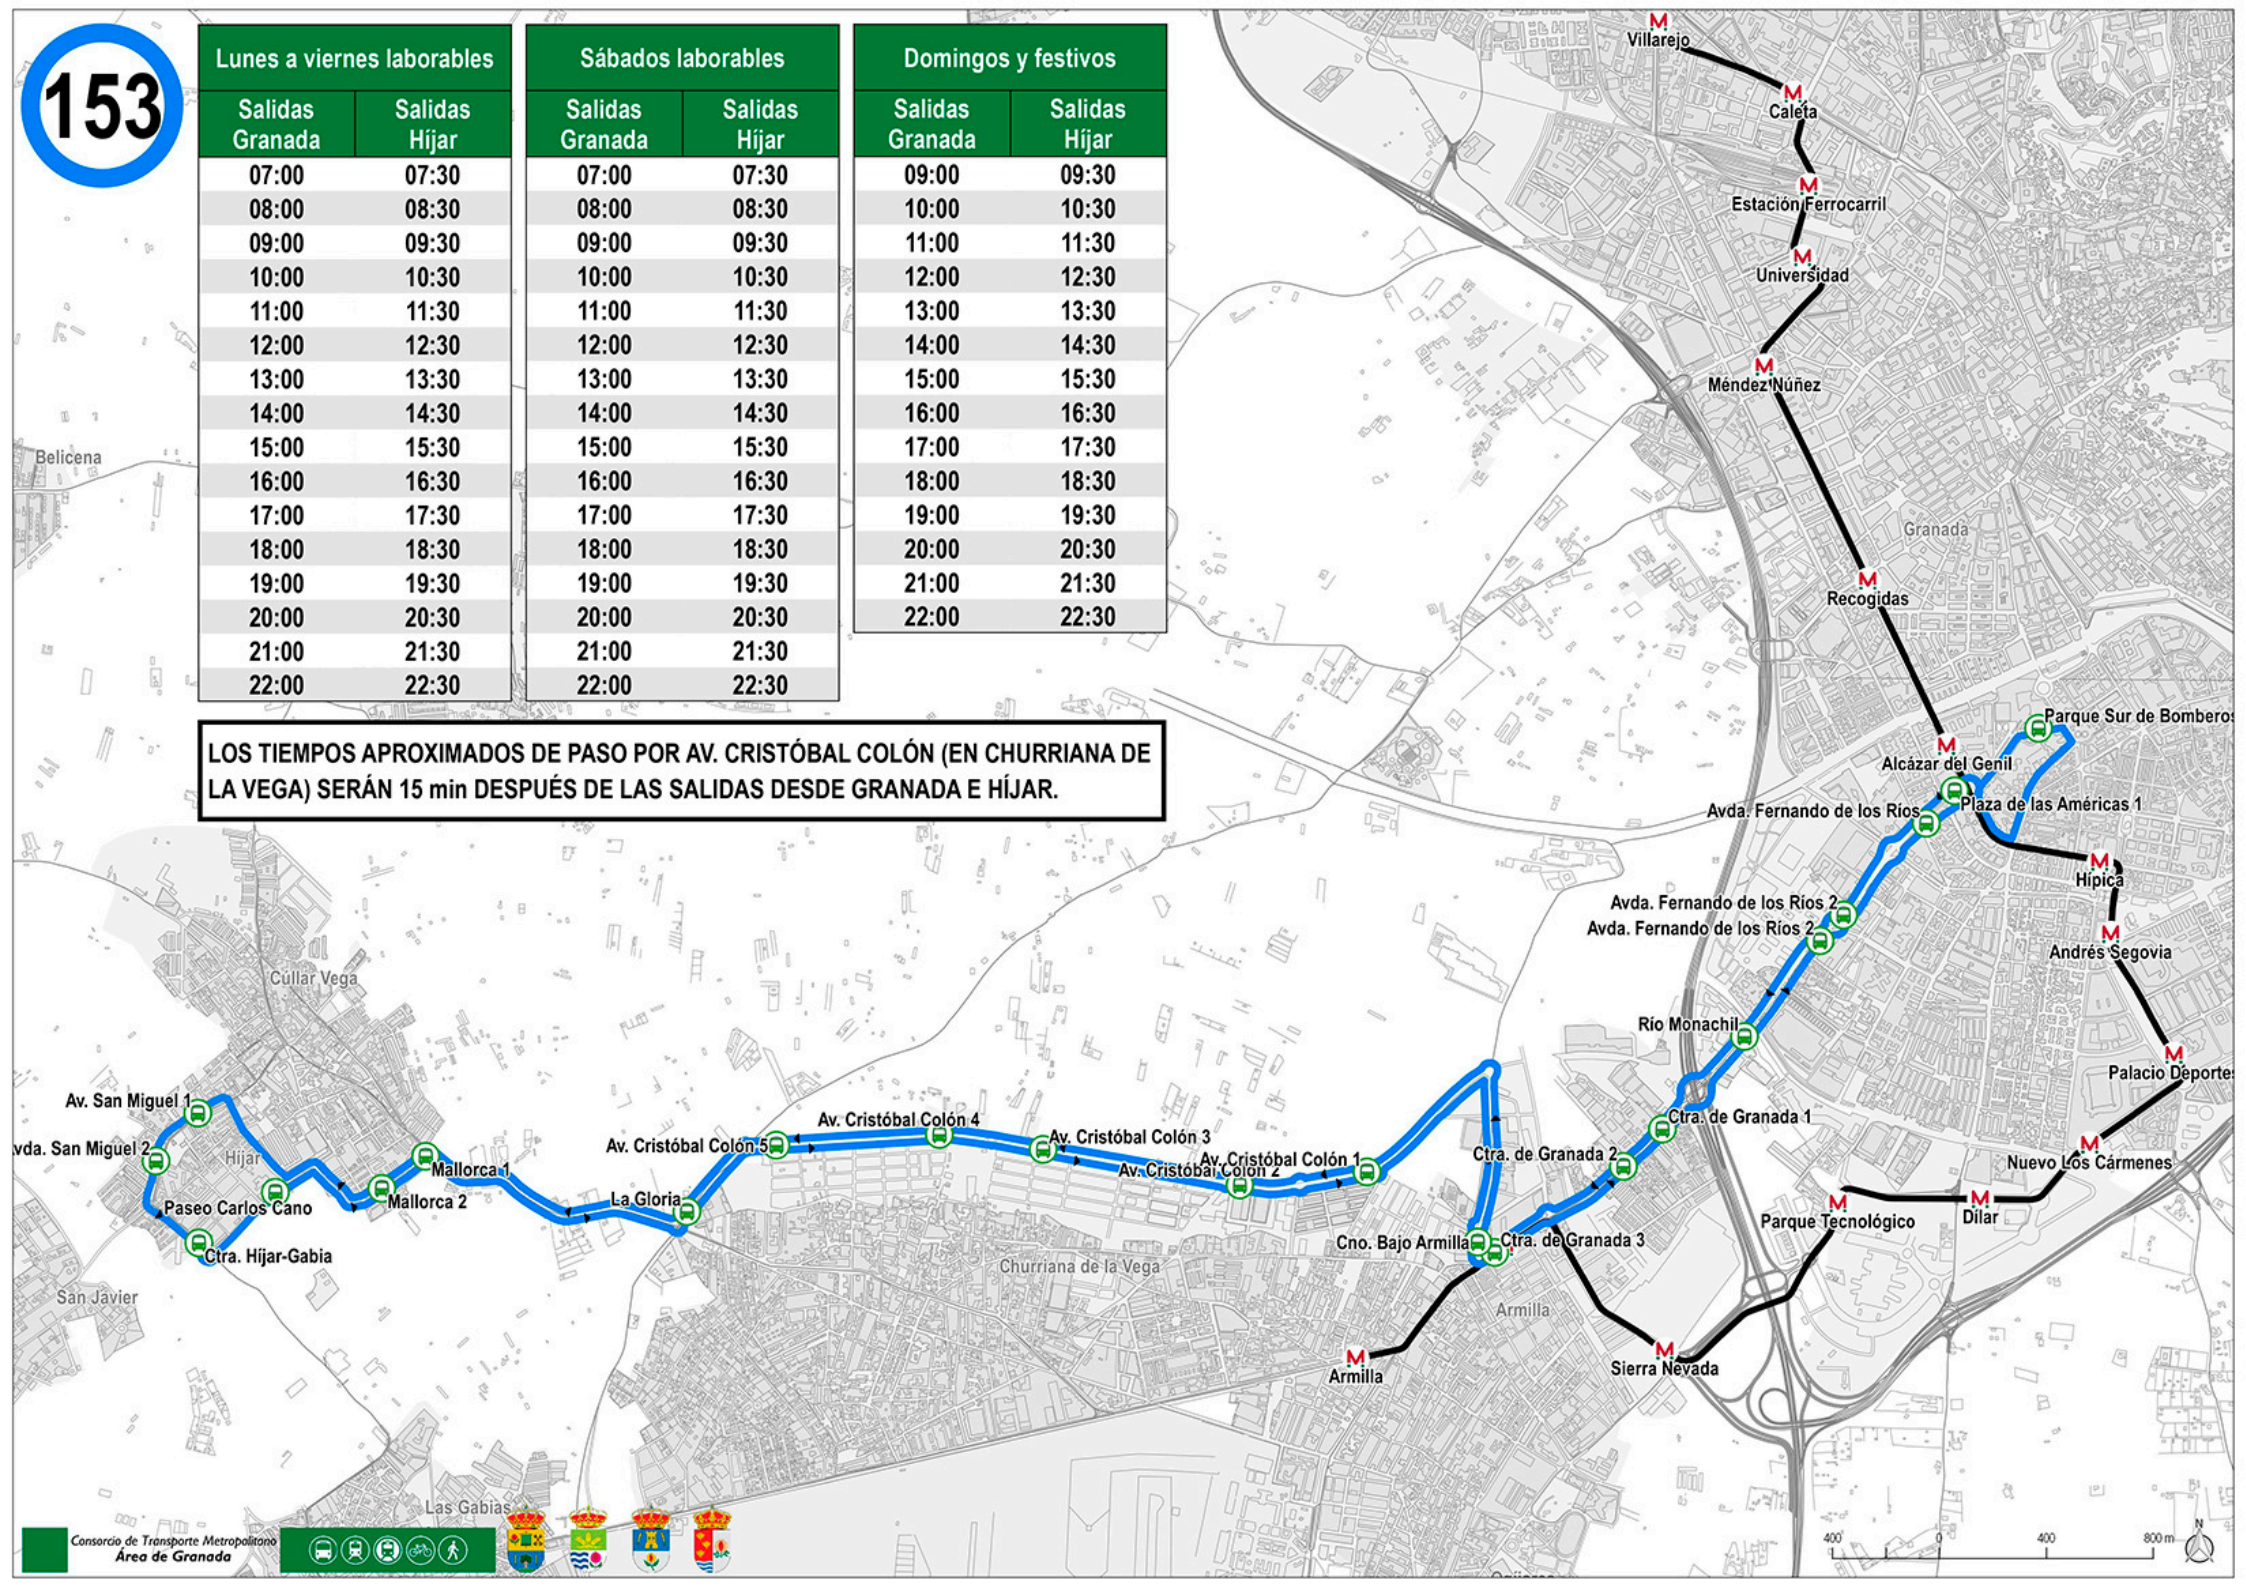 153
Lunes a viernes laborables
Salidas Granada Salidas Híjar
07:00 07:30
08:00 08:30
09:00 09:30
10:00 10:30
11:00 11:30
12:00 12:30
13:00 13:30
14:00 14:30
15:00 15:30
16:00 16:30
17:00 17:30
18:00 18:30
19:00 19:30
20:00 20:30
21:00 21:30
22:00 22:30
Sábados laborables
Salidas Granada Salidas Híjar
07:00 07:30
08:00 08:30
09:00 09:30
10:00 10:30
11:00 11:30
12:00 12:30
13:00 13:30
14:00 14:30
15:00 15:30
16:00 16:30
17:00 17:30
18:00 18:30
19:00 19:30
20:00 20:30
21:00 21:30
22:00 22:30
Domingos y festivos
Salidas Granada Salidas Híjar
09:00 09:30
10:00 10:30
11:00 11:30
12:00 12:30
13:00 13:30
14:00 14:30
15:00 15:30
16:00 16:30
17:00 17:30
18:00 18:30
19:00 19:30
20:00 20:30
21:00 21:30
22:00 22:30
LOS TIEMPOS APROXIMADOS DE PASO POR AV. CRISTÓBAL COLÓN (EN CHURRIANA DE
LA VEGA) SERÁN 15 min DESPUÉS DE LAS SALIDAS DESDE GRANADA E HÍJAR.
M Villarejo
M Caleta
M Estación Ferrocarril
M Universidad
M Méndez Núñez
Belicena
Granada
M Recogidas
Parque Sur de Bomberos
M Alcázar del Genil
Plaza de las Américas 1
Avda. Fernando de los Ríos
M Hípica
Avda. Fernando de los Ríos 2
Avda. Fernando de los Ríos 2
M Andrés Segovia
Cúllar Vega
Río Monachil
M Palacio Deportes
Av. San Miguel 1
Av. Cristóbal Colón 4
Ctra. de Granada 1
Av. Cristóbal Colón 3
Av. Cristóbal Colón 5
vda. San Miguel 2
Híjar
Ctra. de Granada 2
Av. Cristóbal Colón 1
Av. Cristóbal Colón 2
M Nuevo Los Cármenes
Mallorca 1
La Gloria
Mallorca 2
Paseo Carlos Cano
M Parque Tecnológico
M Dílar
Cno. Bajo Armilla
Ctra. de Granada 3
Ctra. Híjar-Gabia
Churriana de la Vega
San Javier
Armilla
M Armilla
M Sierra Nevada
Las Gabias
Consorcio de Transporte Metropolitano
Área de Granada
400 0 400 800 m
N